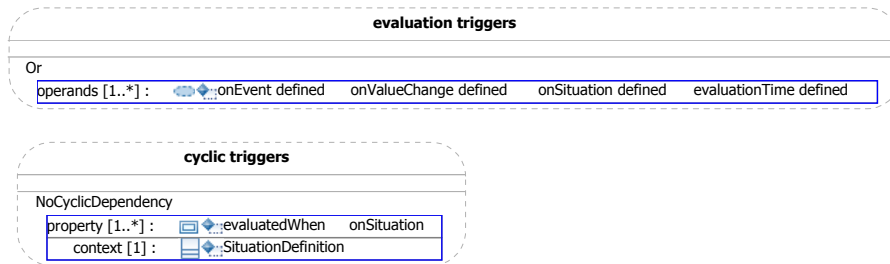 evaluation triggers
Or
operands [1..*] : onEvent defined onValueChange defined onSituation defined evaluationTime defined
cyclic triggers
NoCyclicDependency
property [1..*] : evaluatedWhen onSituation
context [1] : SituationDefinition